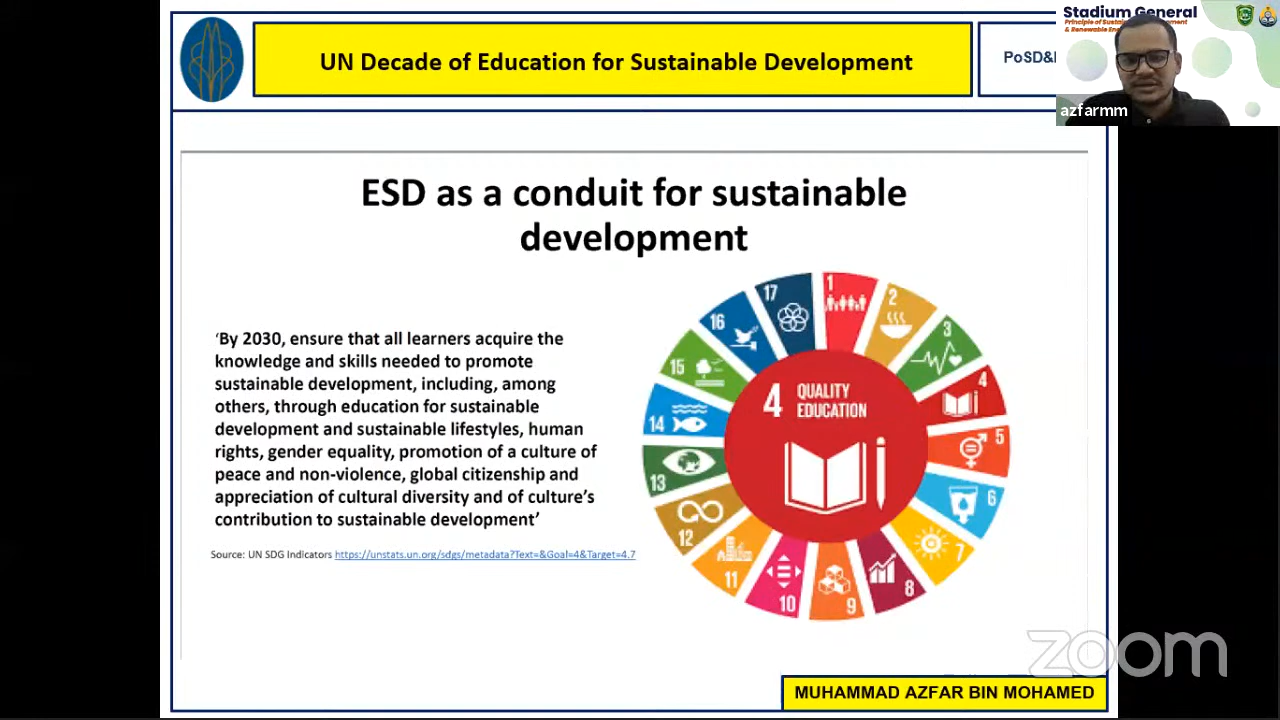 UN Decade of Education for Sustainable Development
PoSD&
Stadium General
Principle of Sustai
& Renewable En
azfarmm
ESD as a conduit for sustainable
development
‘By 2030, ensure that all learners acquire the
knowledge and skills needed to promote
sustainable development, including, among
others, through education for sustainable
development and sustainable lifestyles, human
rights, gender equality, promotion of a culture of
peace and non-violence, global citizenship and
appreciation of cultural diversity and of culture’s
contribution to sustainable development’
Source: UN SDG Indicators https://unstats.un.org/sdgs/metadata?Text=&Goal=4&Target=4.7
4 QUALITY
EDUCATION
1
2
3
4
5
6
7
8
9
10
11
12
13
14
15
16
17
zoom
MUHAMMAD AZFAR BIN MOHAMED